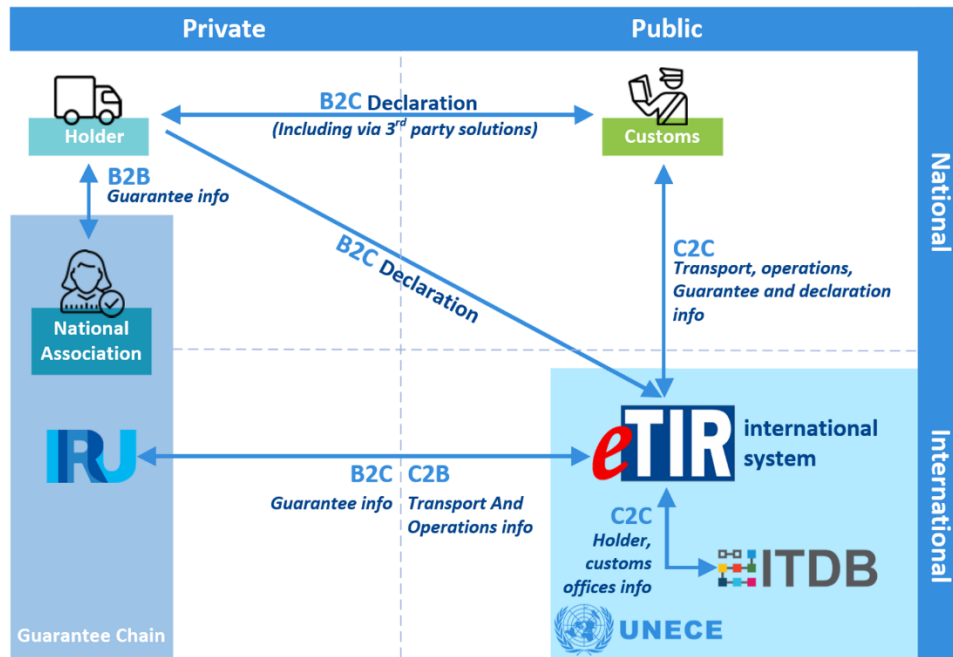 Private
Public
National
International
Holder
B2C Declaration
(Including via 3rd party solutions)
Customs
B2B
Guarantee info
B2C Declaration
C2C
Transport, operations,
Guarantee and declaration
info
National
Association
IRU
B2C
Guarantee info
C2B
Transport And
Operations info
eTIR
international
system
C2C
Holder,
customs
offices info
ITDB
Guarantee Chain
UNECE